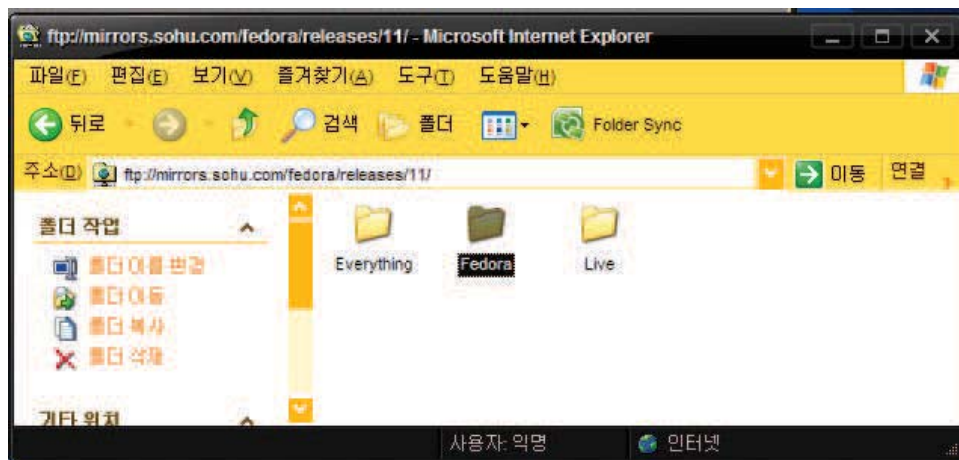 ftp://mirrors.sohu.com/fedora/releases/11/ - Microsoft Internet Explorer
파일(F) 편집(E) 보기(V) 즐겨찾기(A) 도구(T) 도움말(H)
뒤로 검색 폴더 Folder Sync
주소(D) ftp://mirrors.sohu.com/fedora/releases/11/ 이동 연결
폴더 작업
폴더 이름 변경
폴더 이동
폴더 복사
폴더 삭제
기타 위치
Everything Fedora Live
사용자: 익명 인터넷